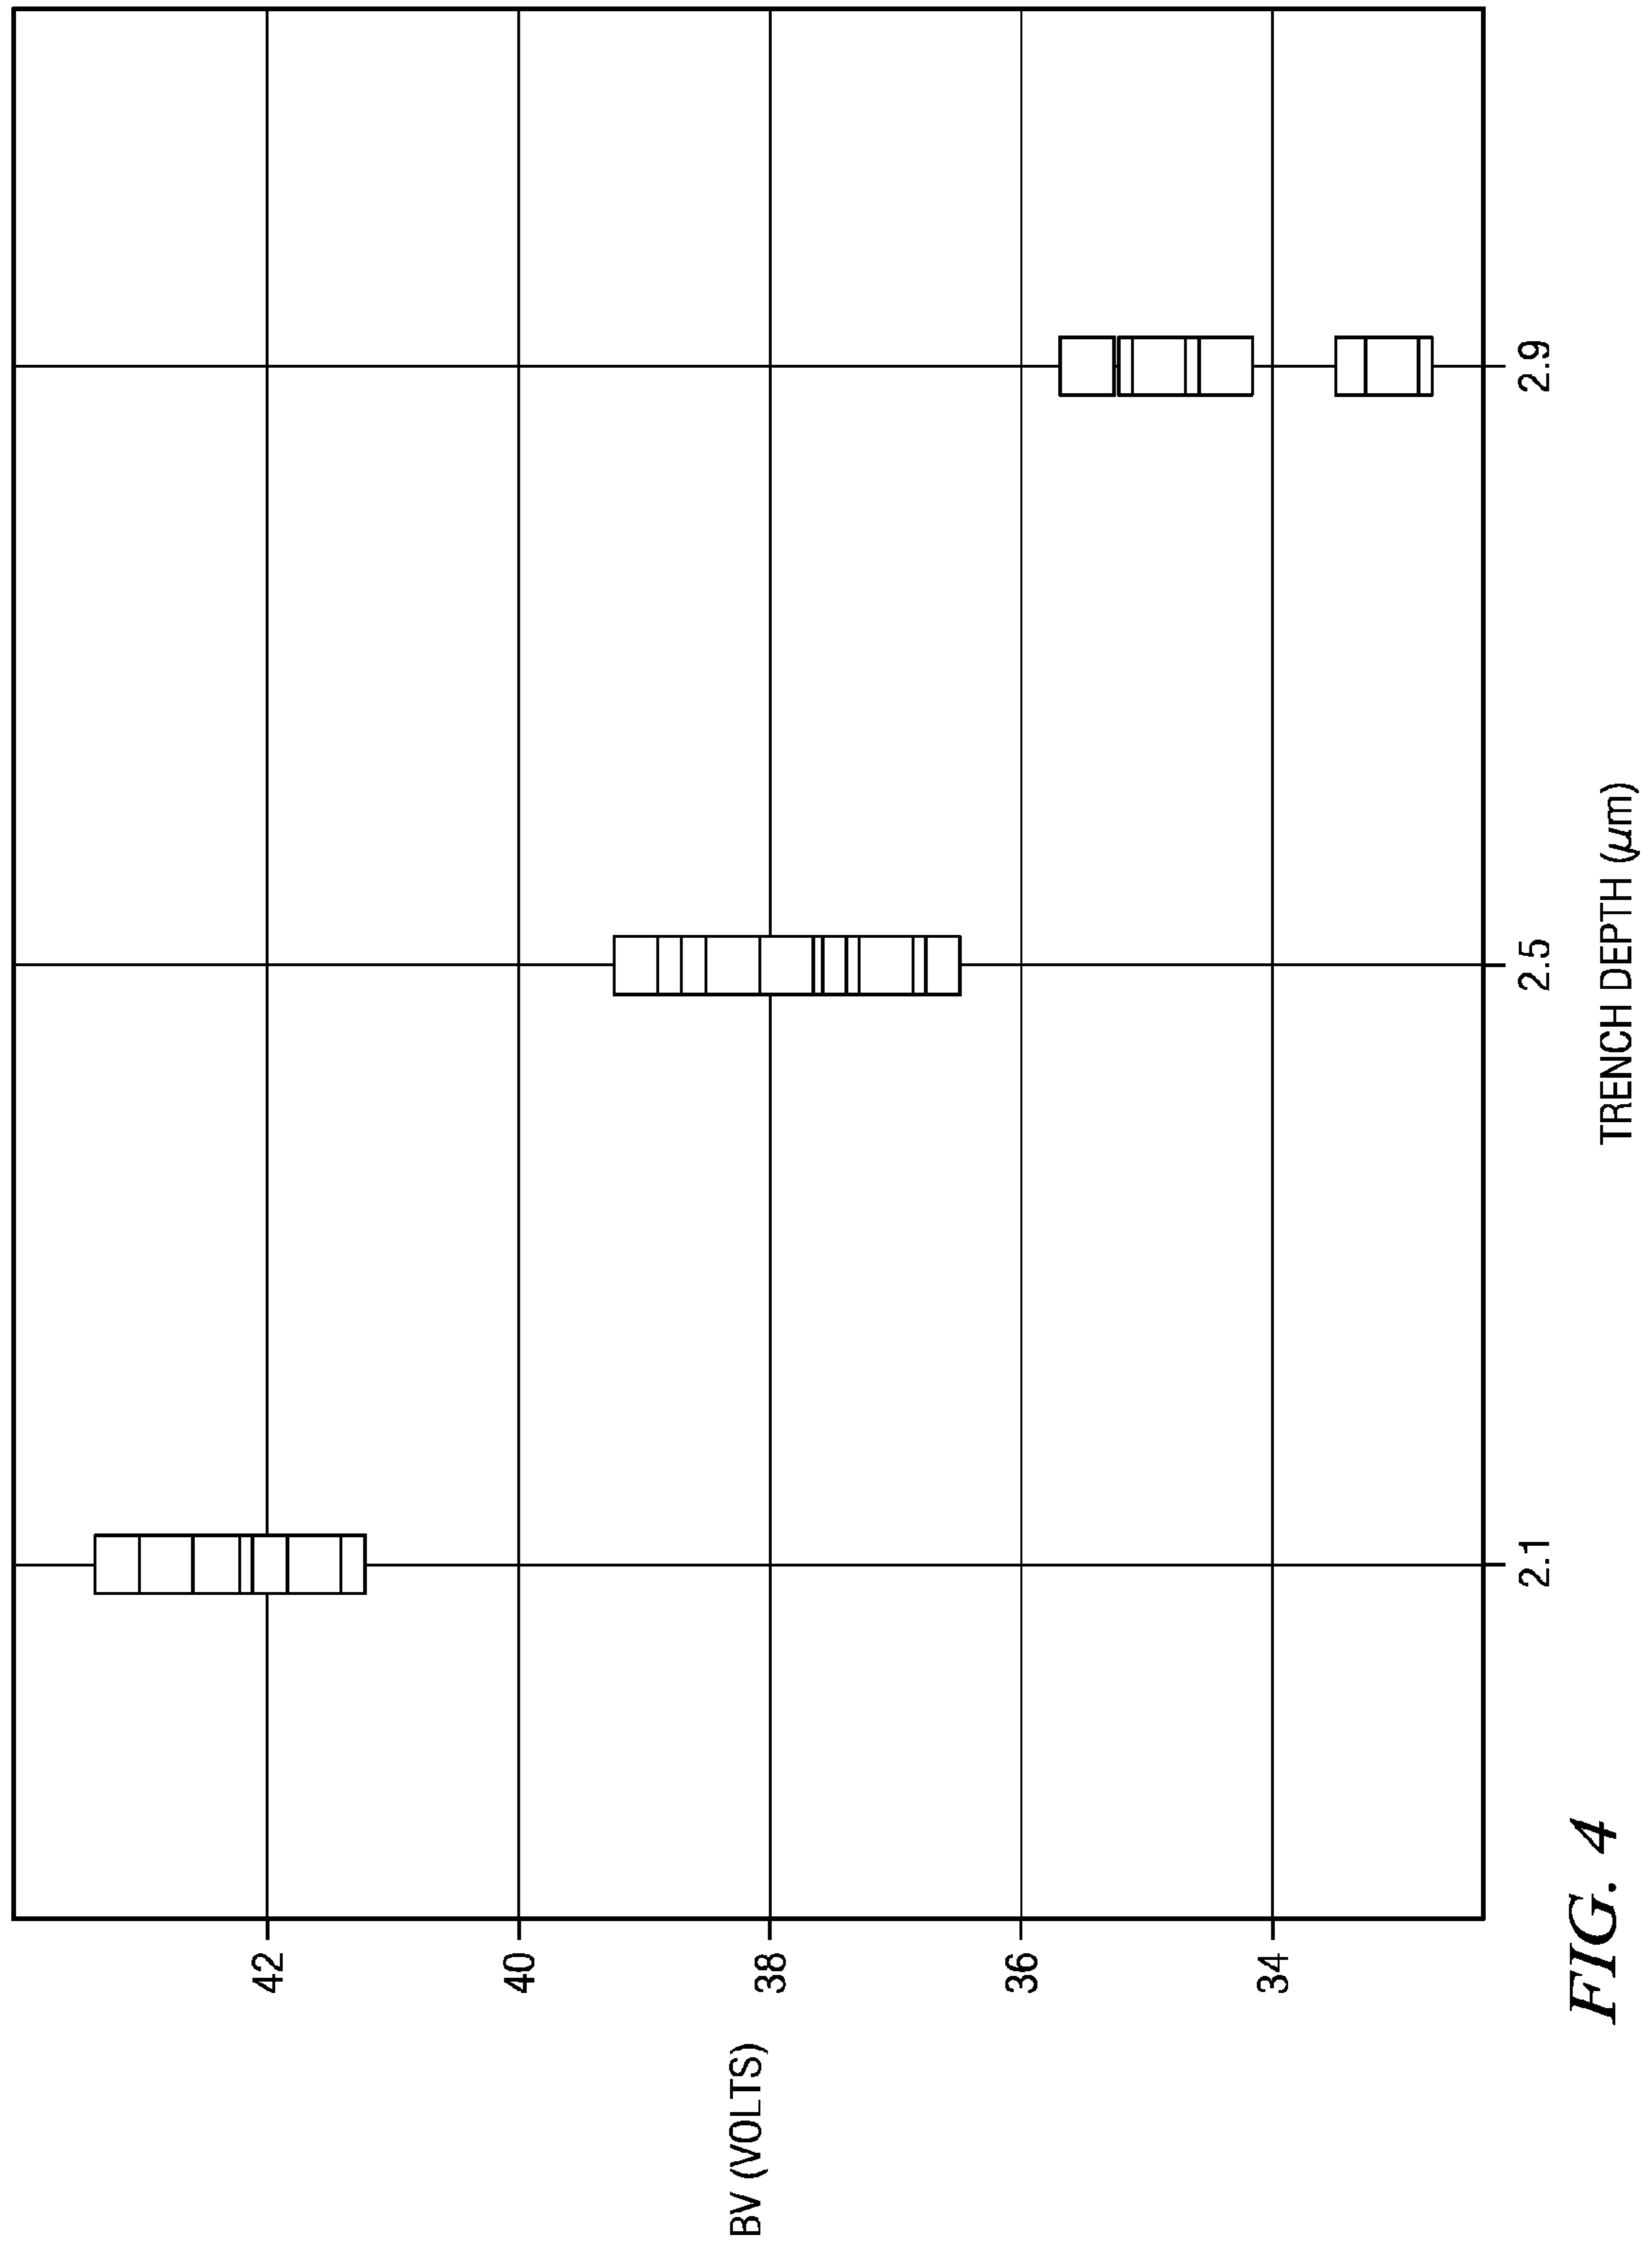 BV (VOLTS)
42
40
38
36
34
2.1
2.5
2.9
TRENCH DEPTH (μm)
FIG. 4